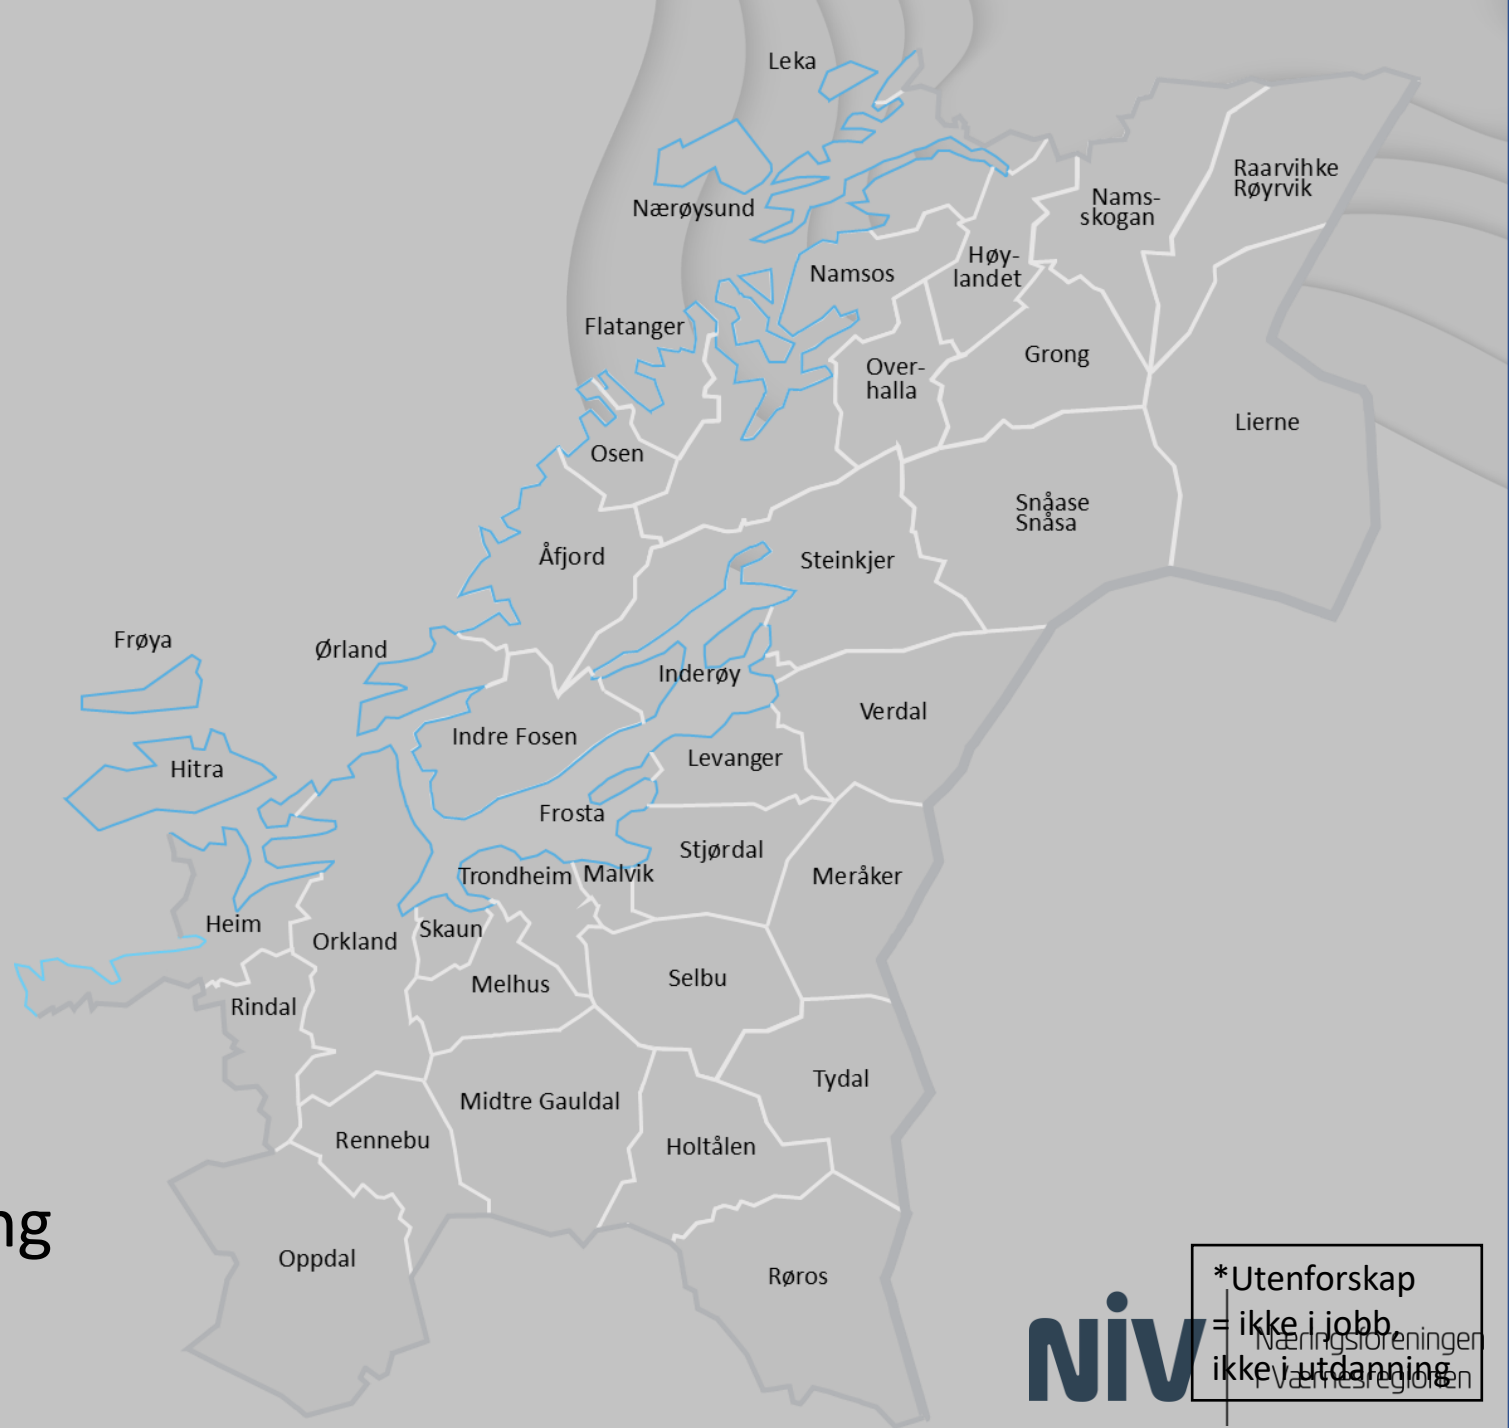 Leka
Raarvihke
Røyrvik
Nams-
skogan
Nærøysund
Høy-
landet
Namsos
Flatanger
Grong
Over-
halla
Lierne
Osen
Snåase
Snåsa
Åfjord
Steinkjer
Frøya
Ørland
Inderøy
Verdal
Indre Fosen
Levanger
Hitra
Frosta
Stjørdal
Trondheim
Malvik
Meråker
Heim
Skaun
Orkland
Selbu
Melhus
Rindal
Tydal
Midtre Gauldal
Rennebu
Holtålen
ng
Oppdal
Røros
*Utenforskap
= ikke i jobb,
ikke i utdanning
NiV
Næringsforeningen
i Værnesregionen